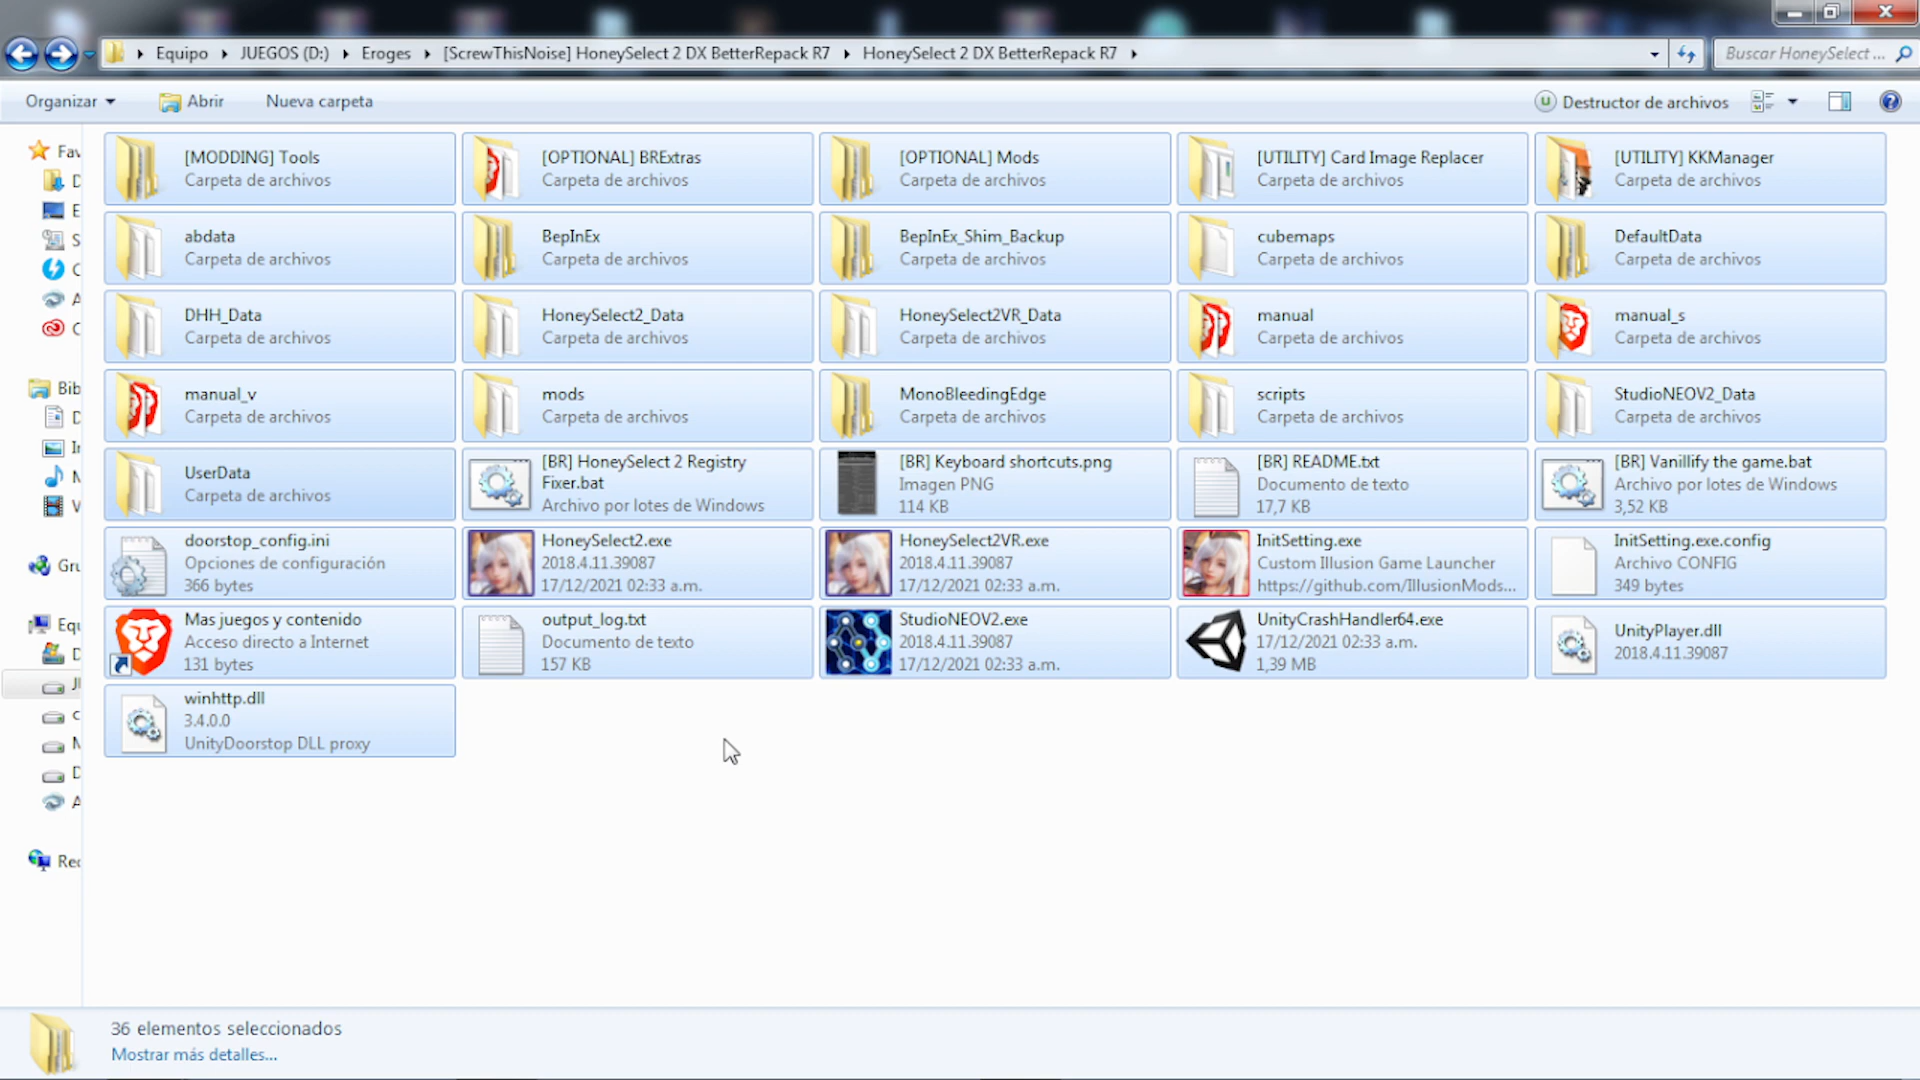 Equipo ▸ JUEGOS (D:) ▸ Eroges ▸ [ScrewThisNoise] HoneySelect 2 DX BetterRepack R7 ▸ HoneySelect 2 DX BetterRepack R7 ▸
Buscar HoneySelect ...
Organizar
Abrir
Nueva carpeta
Destructor de archivos
Fav
D
E
S
C
A
C
Bib
D
Ir
M
V
Gru
Equ
D
JI
c
M
D
A
Rec
[MODDING] Tools
Carpeta de archivos
[OPTIONAL] BRExtras
Carpeta de archivos
[OPTIONAL] Mods
Carpeta de archivos
[UTILITY] Card Image Replacer
Carpeta de archivos
[UTILITY] KKManager
Carpeta de archivos
abdata
Carpeta de archivos
BepInEx
Carpeta de archivos
BepInEx_Shim_Backup
Carpeta de archivos
cubemaps
Carpeta de archivos
DefaultData
Carpeta de archivos
DHH_Data
Carpeta de archivos
HoneySelect2_Data
Carpeta de archivos
HoneySelect2VR_Data
Carpeta de archivos
manual
Carpeta de archivos
manual_s
Carpeta de archivos
manual_v
Carpeta de archivos
mods
Carpeta de archivos
MonoBleedingEdge
Carpeta de archivos
scripts
Carpeta de archivos
StudioNEOV2_Data
Carpeta de archivos
UserData
Carpeta de archivos
[BR] HoneySelect 2 Registry
Fixer.bat
Archivo por lotes de Windows
[BR] Keyboard shortcuts.png
Imagen PNG
114 KB
[BR] README.txt
Documento de texto
17,7 KB
[BR] Vanillify the game.bat
Archivo por lotes de Windows
3,52 KB
doorstop_config.ini
Opciones de configuración
366 bytes
HoneySelect2.exe
2018.4.11.39087
17/12/2021 02:33 a.m.
HoneySelect2VR.exe
2018.4.11.39087
17/12/2021 02:33 a.m.
InitSetting.exe
Custom Illusion Game Launcher
https://github.com/IllusionMods...
InitSetting.exe.config
Archivo CONFIG
349 bytes
Mas juegos y contenido
Acceso directo a Internet
131 bytes
output_log.txt
Documento de texto
157 KB
StudioNEOV2.exe
2018.4.11.39087
17/12/2021 02:33 a.m.
UnityCrashHandler64.exe
17/12/2021 02:33 a.m.
1,39 MB
UnityPlayer.dll
2018.4.11.39087
winhttp.dll
3.4.0.0
UnityDoorstop DLL proxy
36 elementos seleccionados
Mostrar más detalles...